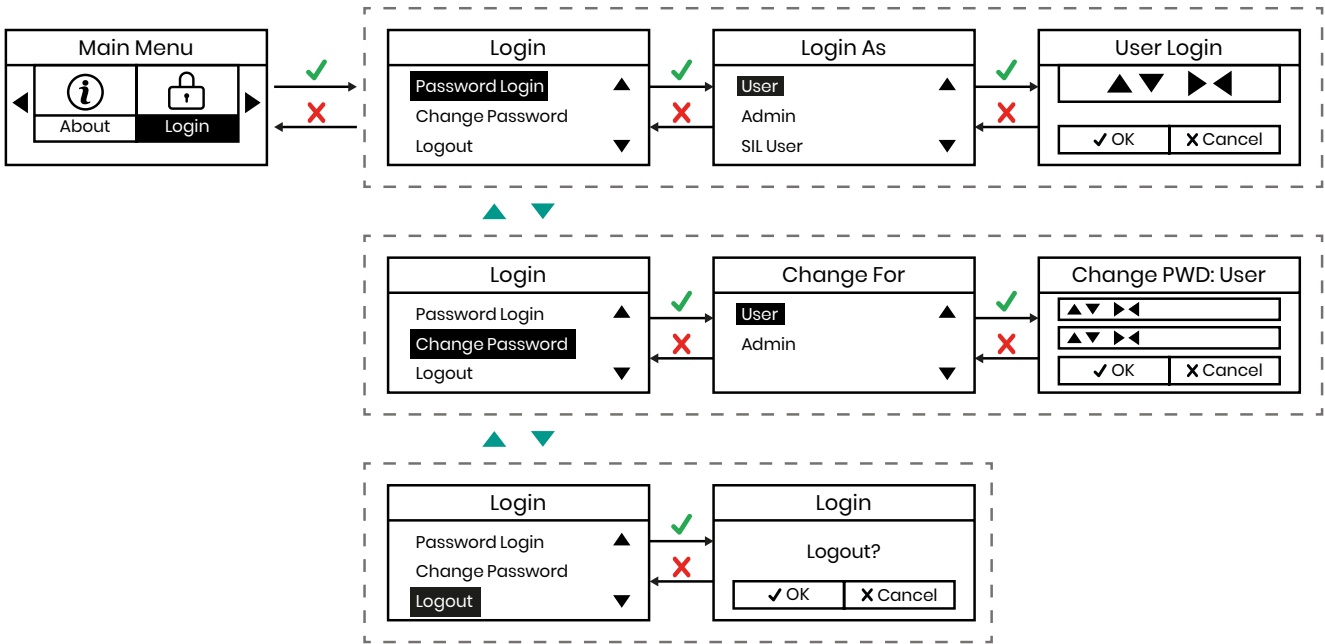 Main Menu
About
Login
Login
Password Login
Change Password
Logout
Login As
User
Admin
SIL User
User Login
OK
Cancel
Login
Password Login
Change Password
Logout
Change For
User
Admin
Change PWD: User
OK
Cancel
Login
Password Login
Change Password
Logout
Login
Logout?
OK
Cancel